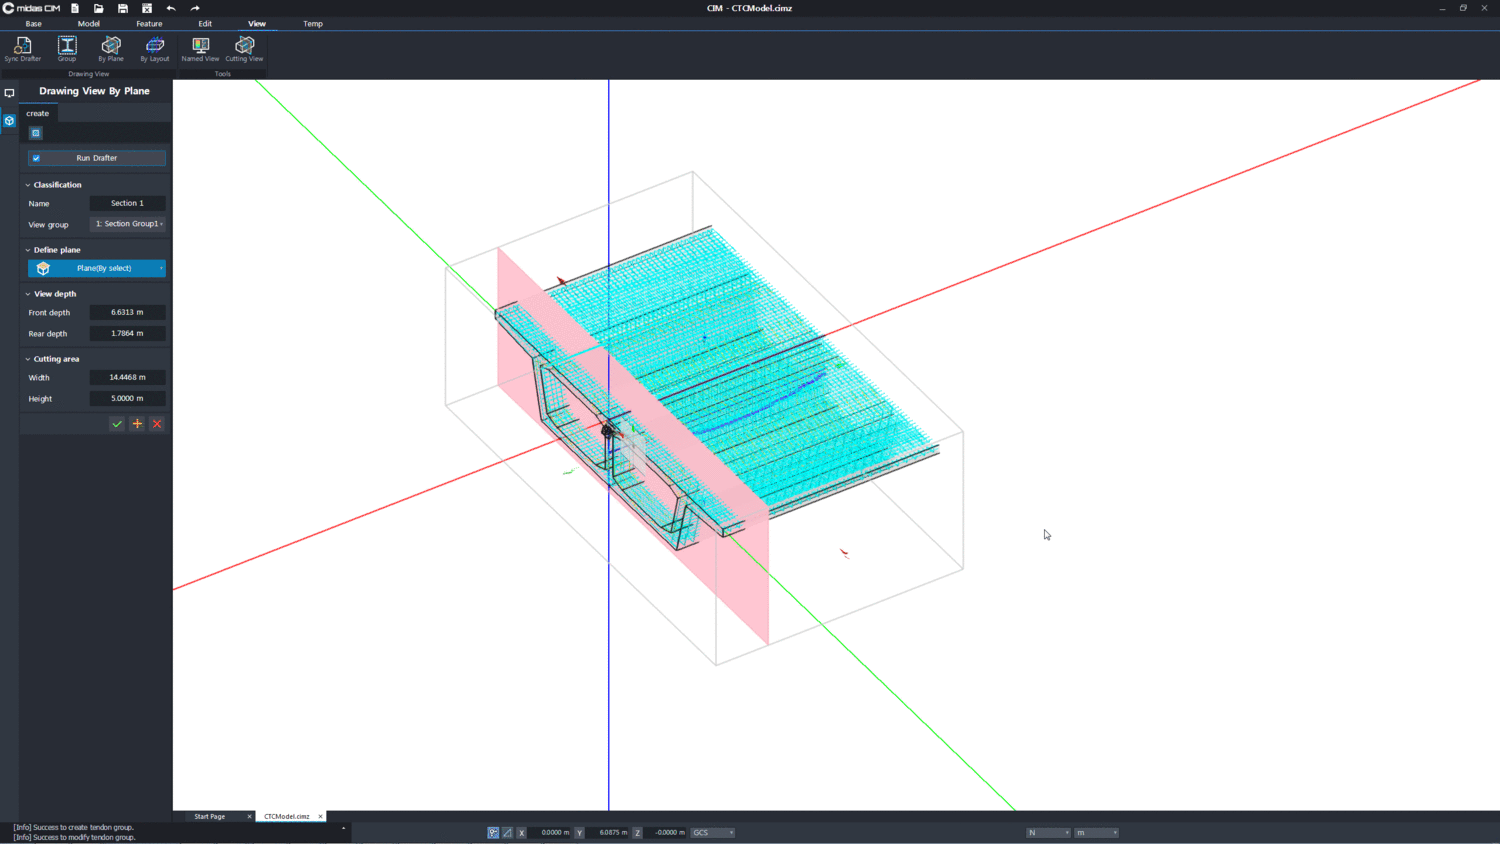 midas CIM
CIM - CTCModel.cimz
Base Model Feature Edit View Temp
Sync Drafter Group By Plane By Layout Named View Cutting View
Drawing View Tools
Drawing View By Plane
create
Run Drafter
Classification
Name Section 1
View group 1: Section Group1
Define plane
Plane(By select)
View depth
Front depth 6.6313 m
Rear depth 1.7864 m
Cutting area
Width 14.4468 m
Height 5.0000 m
Start Page CTCModel.cimz
[Info] Success to create tendon group.
[Info] Success to modify tendon group.
X 0.0000 m Y 6.0875 m Z -0.0000 m GCS N m